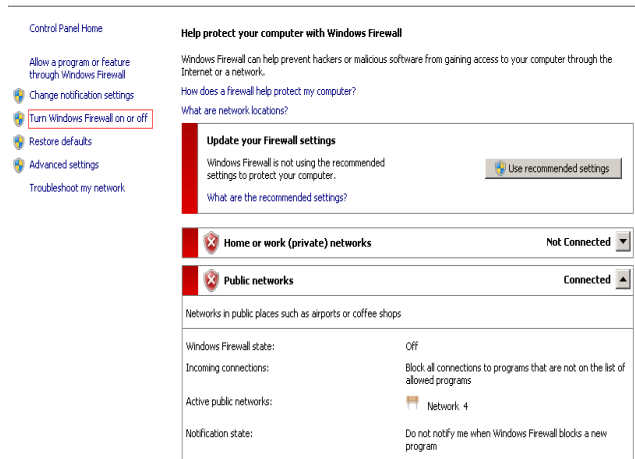 Control Panel Home
Allow a program or feature
through Windows Firewall
Change notification settings
Turn Windows Firewall on or off
Restore defaults
Advanced settings
Troubleshoot my network
Help protect your computer with Windows Firewall
Windows Firewall can help prevent hackers or malicious software from gaining access to your computer through the
Internet or a network.
How does a firewall help protect my computer?
What are network locations?
Update your Firewall settings
Windows Firewall is not using the recommended
settings to protect your computer.
Use recommended settings
What are the recommended settings?
Home or work (private) networks Not Connected
Public networks Connected
Networks in public places such as airports or coffee shops
Windows Firewall state: Off
Incoming connections: Block all connections to programs that are not on the list of
allowed programs
Active public networks: Network 4
Notification state: Do not notify me when Windows Firewall blocks a new
program